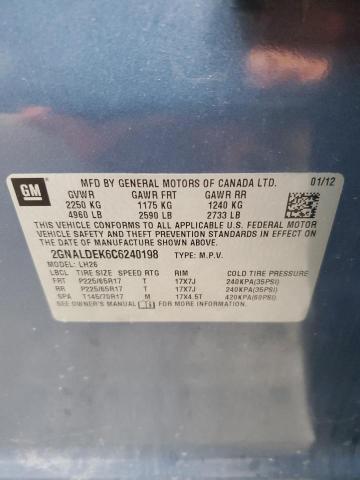 GM
MFD BY GENERAL MOTORS OF CANADA LTD. 01/12
GVWR GAWR FRT GAWR RR
2250 KG 1175 KG 1240 KG
4960 LB 2590 LB 2733 LB
THIS VEHICLE CONFORMS TO ALL APPLICABLE U.S. FEDERAL MOTOR
VEHICLE SAFETY AND THEFT PREVENTION STANDARDS IN EFFECT ON
THE DATE OF MANUFACTURE SHOWN ABOVE.
2GNALDEK6C6240198 TYPE: M.P.V.
MODEL: LH26
LBCL TIRE SIZE SPEED RTG RIM COLD TIRE PRESSURE
FRT P225/65R17 T 17X7J 240KPA(35PSI)
RR P225/65R17 T 17X7J 240KPA(35PSI)
SPA T145/70R17 M 17X4.5T 420KPA(60PSI)
SEE OWNER'S MANUAL FOR MORE INFORMATION.